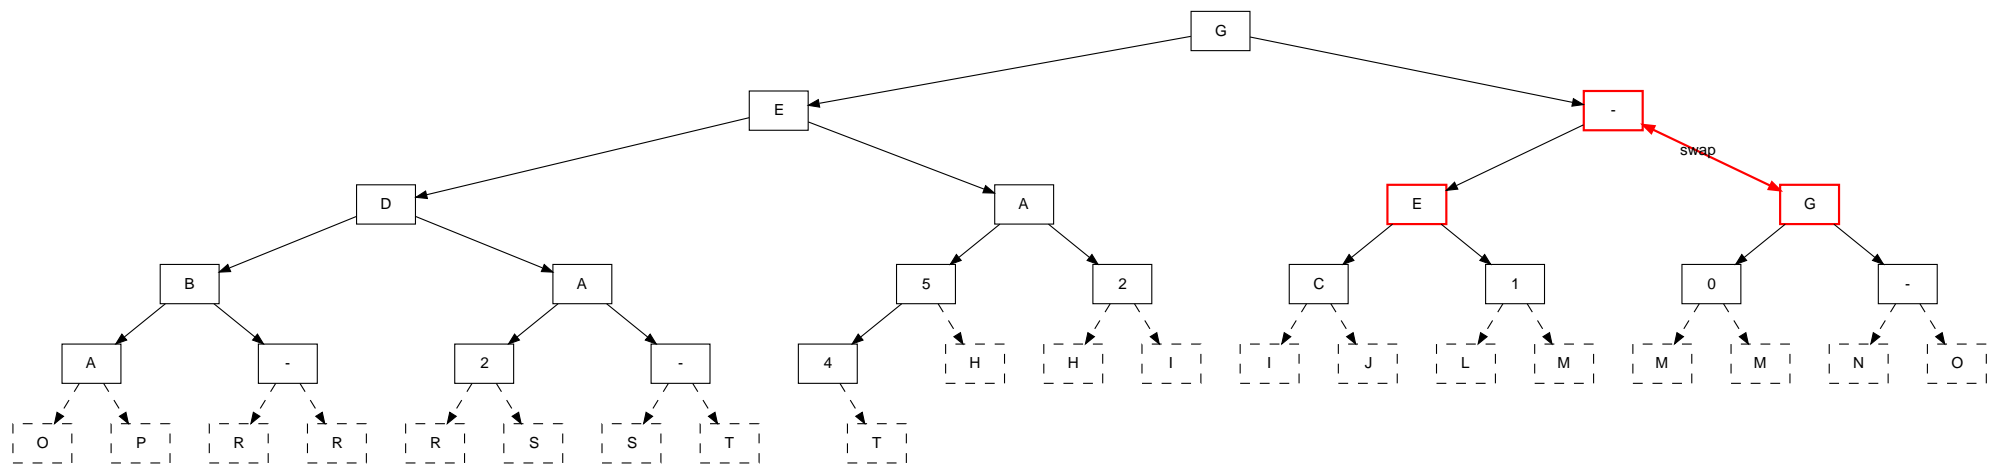 G
E -
swap
D A E G
B A 5 2 C 1 0 -
A - 2 - 4 H H I I J L M M M N O
O P R R R S S T T